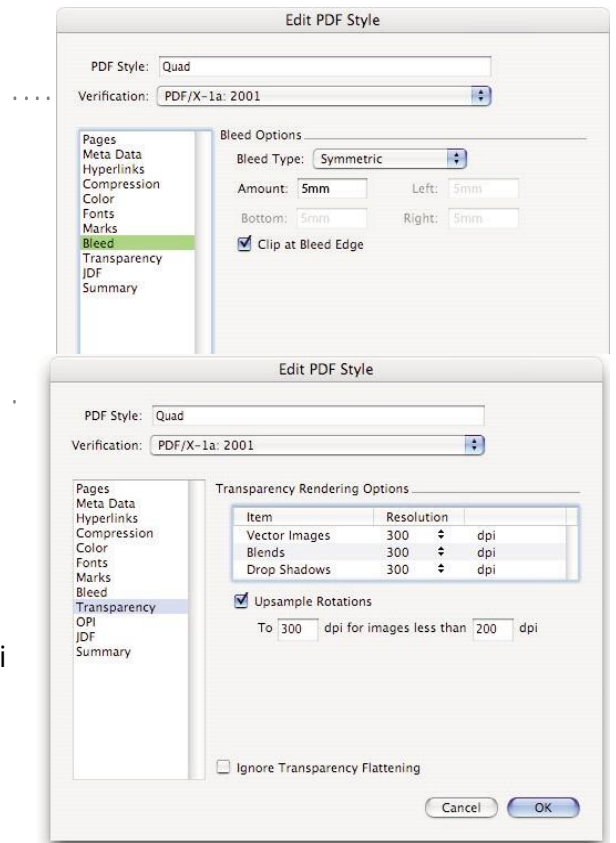 Edit PDF Style
PDF Style: Quad
Verification: PDF/X-1a: 2001
Pages
Meta Data
Hyperlinks
Compression
Color
Fonts
Marks
Bleed
Transparency
JDF
Summary
Bleed Options
Bleed Type: Symmetric
Amount: 5mm Left: 5mm
Bottom: 5mm Right: 5mm
Clip at Bleed Edge
Edit PDF Style
PDF Style: Quad
Verification: PDF/X-1a: 2001
Pages
Meta Data
Hyperlinks
Compression
Color
Fonts
Marks
Bleed
Transparency
OPI
JDF
Summary
Transparency Rendering Options
Item Resolution
Vector Images 300 dpi
Blends 300 dpi
Drop Shadows 300 dpi
Upsample Rotations
To 300 dpi for images less than 200 dpi
Ignore Transparency Flattening
Cancel OK
i